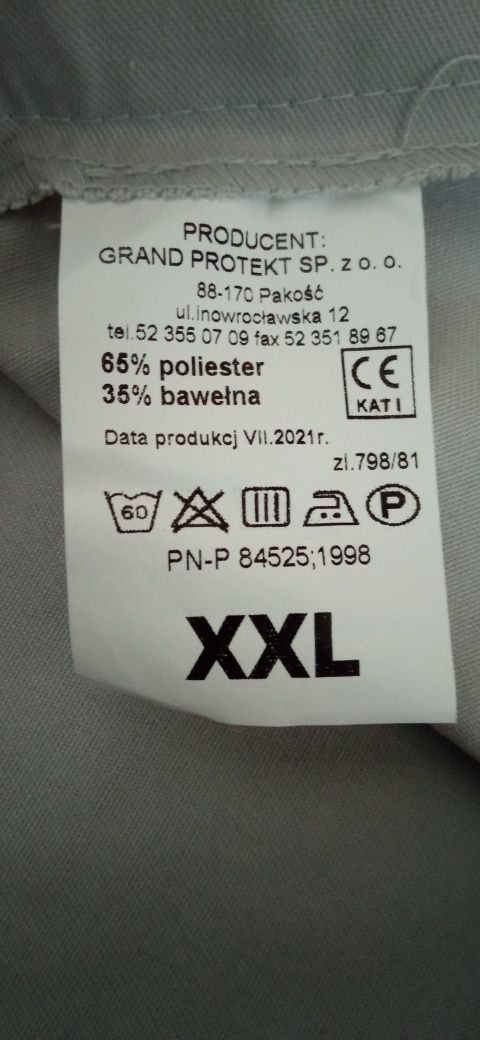 PRODUCENT:
GRAND PROTEKT SP. z o. o.
88-170 Pakość
ul.Inowrocławska 12
tel.52 355 07 09 fax 52 351 89 67
65% poliester
35% bawełna
CE
KAT I
Data produkcj VII.2021r.
zl.798/81
60
P
PN-P 84525;1998
XXL